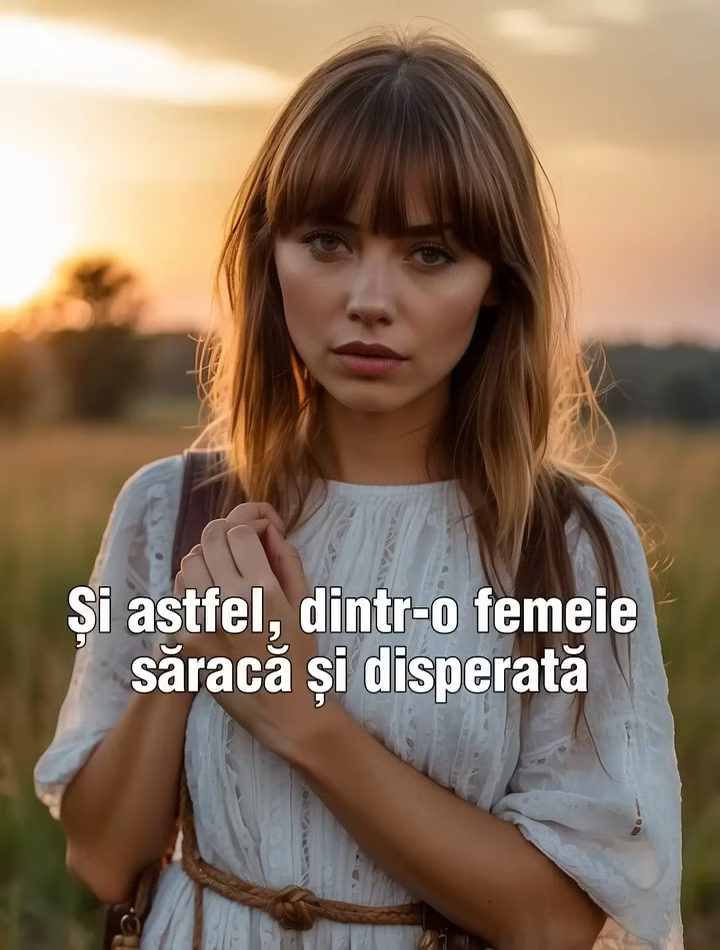 Și astfel, dintr-o femeie
săracă și disperată